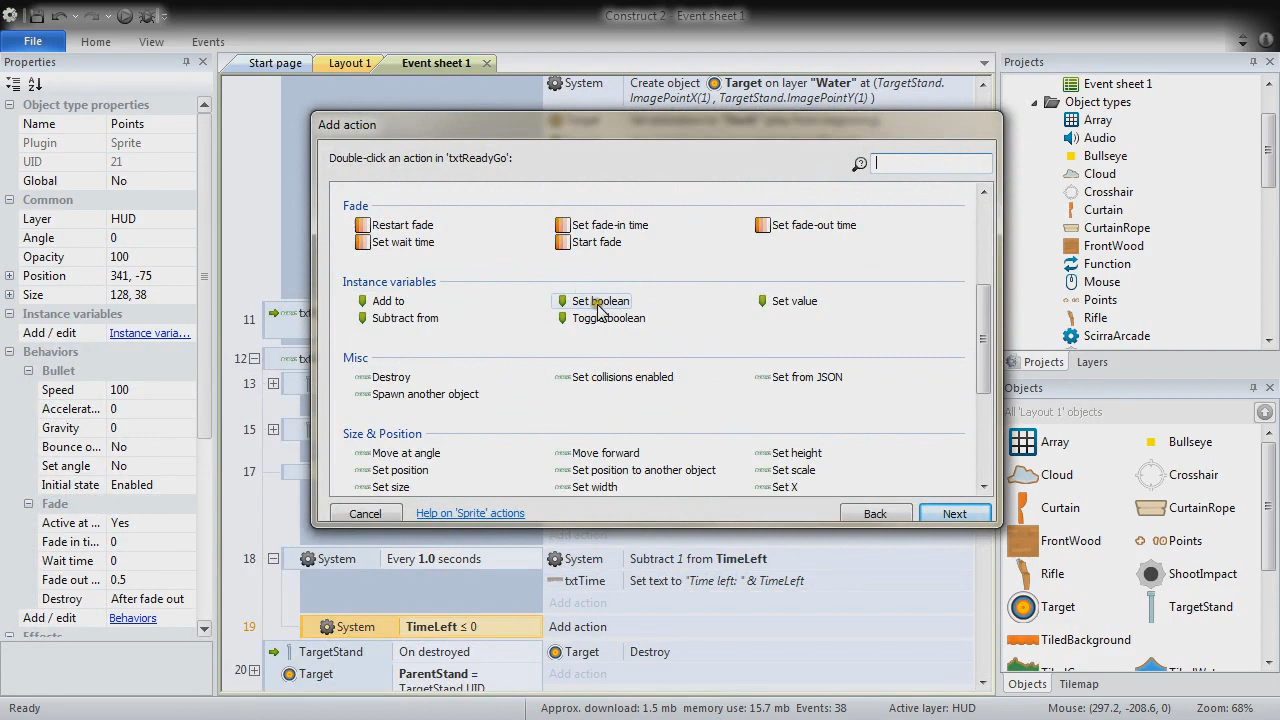 Construct 2 - Event sheet 1
File
Home
View
Events
Properties
Object type properties
Name
Points
Plugin
Sprite
UID
21
Global
No
Common
Layer
HUD
Angle
0
Opacity
100
Position
341, -75
Size
128, 38
Instance variables
Add / edit
Instance varia...
Behaviors
Bullet
Speed
100
Accelerat...
0
Gravity
0
Bounce o...
No
Set angle
No
Initial state
Enabled
Fade
Active at ...
Yes
Fade in ti...
0
Wait time
0
Fade out ...
0.5
Destroy
After fade out
Add / edit
Behaviors
Start page
Layout 1
Event sheet 1
System
Create object Target on layer "Water" at (TargetStand.
ImagePointX(1) , TargetStand.ImagePointY(1) )
Add action
Double-click an action in 'txtReadyGo':
Fade
Restart fade
Set fade-in time
Set fade-out time
Set wait time
Start fade
Instance variables
Add to
Set boolean
Set value
Subtract from
Toggle boolean
Misc
Destroy
Set collisions enabled
Set from JSON
Spawn another object
Size & Position
Move at angle
Move forward
Set height
Set position
Set position to another object
Set scale
Set size
Set width
Set X
Cancel
Help on 'Sprite' actions
Back
Next
11
12
13
15
17
Add action
18
System
Every 1.0 seconds
System
Subtract 1 from TimeLeft
txtTime
Set text to "Time left: " & TimeLeft
Add action
19
System
TimeLeft ≤ 0
Add action
20
TargetStand
On destroyed
Target
Destroy
Target
ParentStand =
TargetStand.UID
Add action
Projects
Event sheet 1
Object types
Array
Audio
Bullseye
Cloud
Crosshair
Curtain
CurtainRope
FrontWood
Function
Mouse
Points
Rifle
ScirraArcade
Projects
Layers
Objects
All 'Layout 1' objects
Array
Bullseye
Cloud
Crosshair
Curtain
CurtainRope
FrontWood
Points
Rifle
ShootImpact
Target
TargetStand
TiledBackground
Objects
Tilemap
Ready
Approx. download: 1.5 mb
memory use: 15.7 mb
Events: 38
Active layer: HUD
Mouse: (297.2, -208.6, 0)
Zoom: 68%